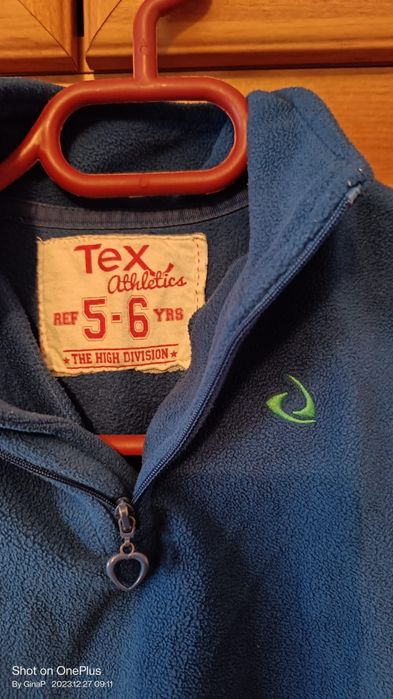 Tex
Athletics
REF 5-6 YRS
★ THE HIGH DIVISION ★
Shot on OnePlus
By GinaP 2023.12.27 09:11